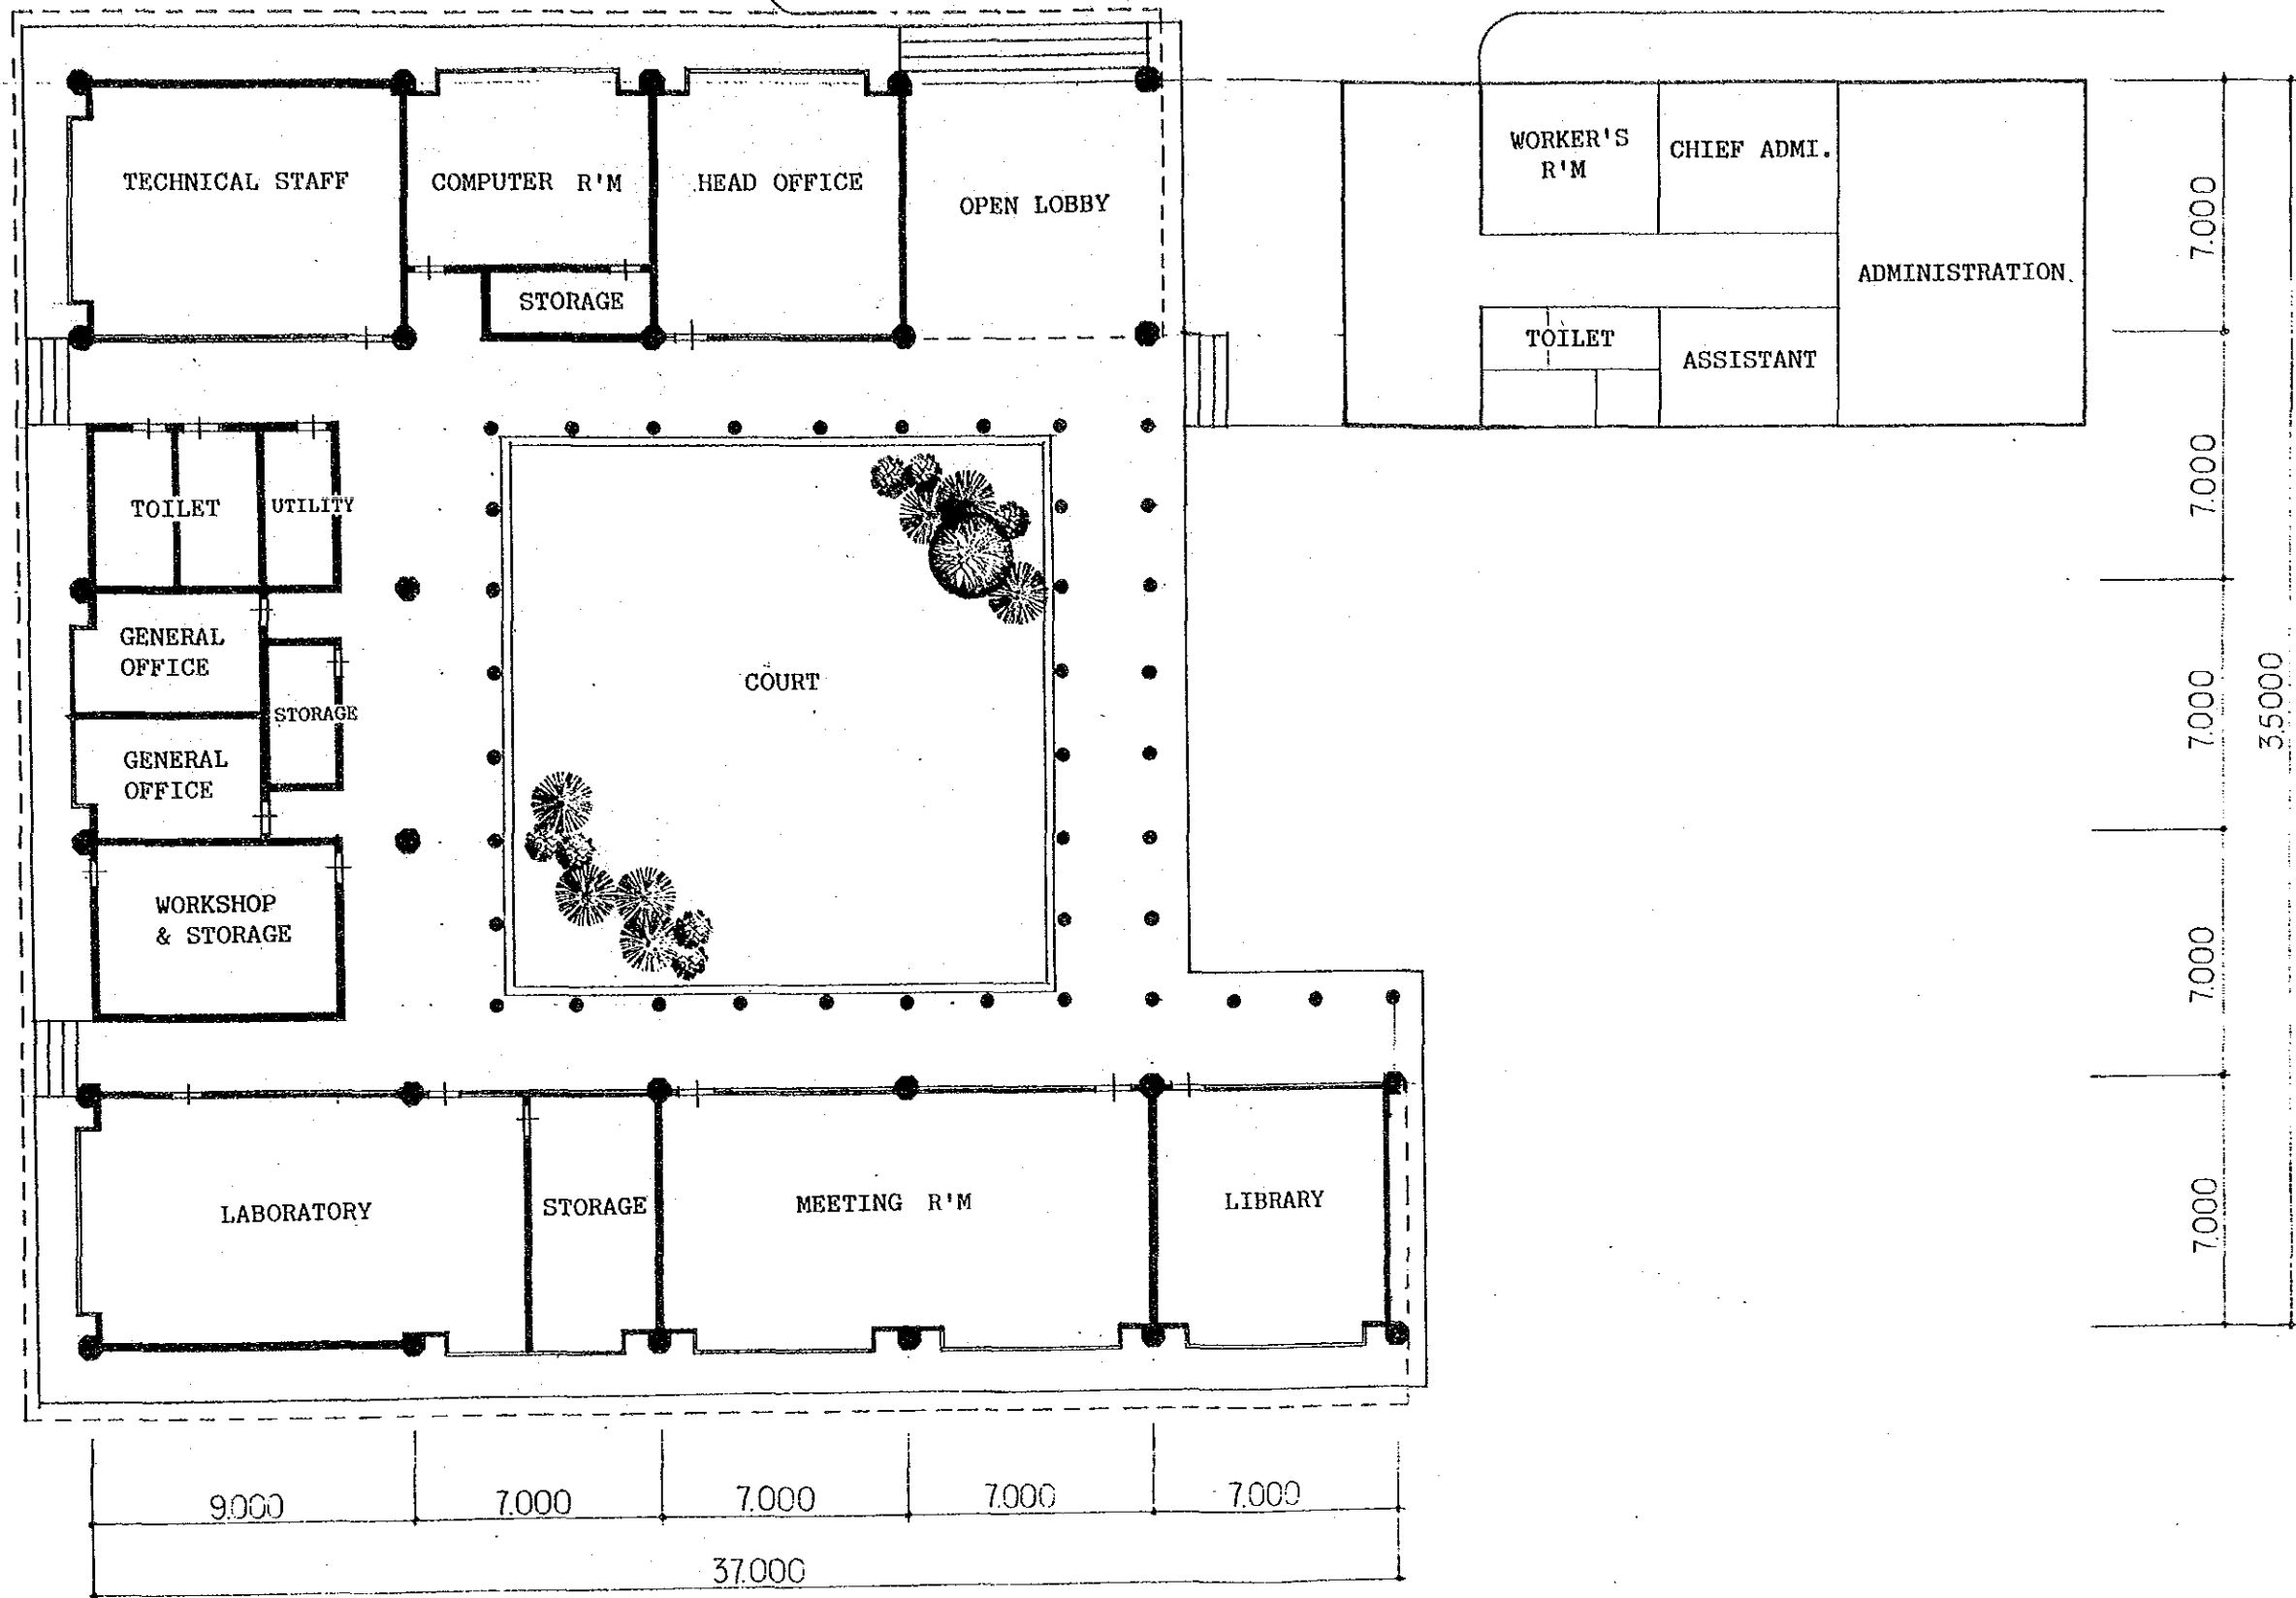 WORKER'S
R'M
CHIEF ADMI.
TECHNICAL STAFF
COMPUTER R'M
HEAD OFFICE
OPEN LOBBY
7.000
ADMINISTRATION
STORAGE
TOILET
ASSISTANT
7.000
TOILET
UTILITY
GENERAL
OFFICE
COURT
STORAGE
7.000
35000
GENERAL
OFFICE
WORKSHOP
& STORAGE
7.000
LABORATORY
STORAGE
MEETING R'M
LIBRARY
7.000
9.000
7.000
7.000
7.000
7.000
37.000